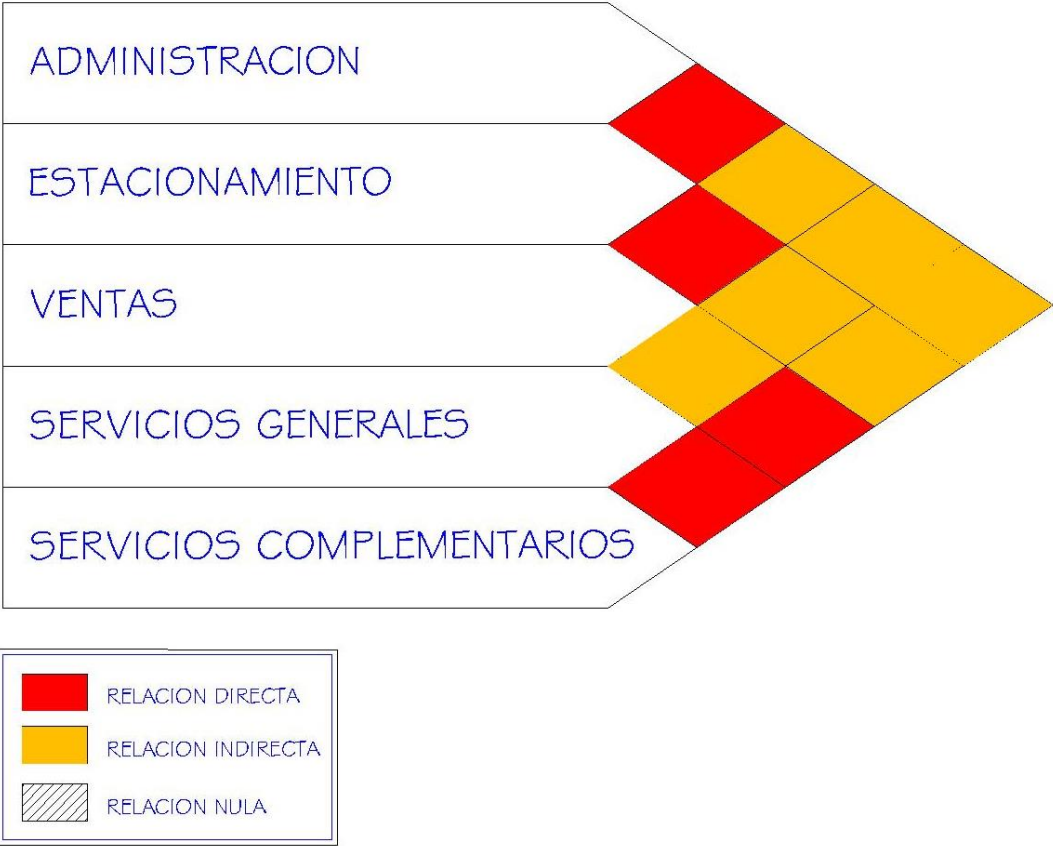 ADMINISTRACION
ESTACIONAMIENTO
VENTAS
SERVICIOS GENERALES
SERVICIOS COMPLEMENTARIOS
RELACION DIRECTA
RELACION INDIRECTA
RELACION NULA